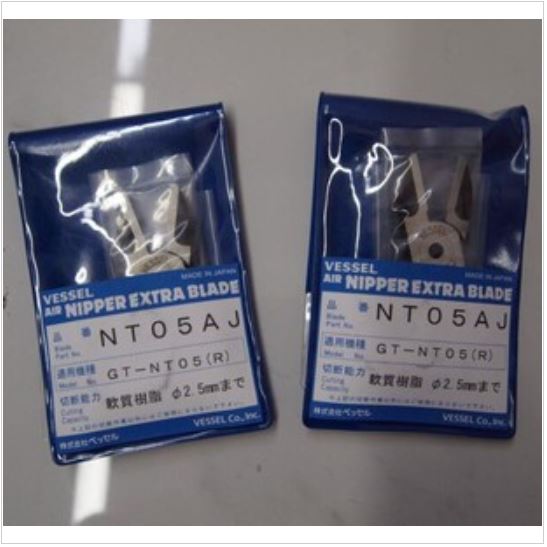 MADE IN JAPAN
VESSEL
AIR NIPPER EXTRA BLADE
品番 NT05AJ
Blade
Part No.
適用機種 GT-NT05(R)
Model No.
切断能力 軟質樹脂 φ2.5mmまで
Cutting
Capacity
VESSEL Co., Inc.
株式会社ベッセル
VESSEL
MADE IN JAPAN
VESSEL
AIR NIPPER EXTRA BLADE
品番 NT05AJ
Blade
Part No.
適用機種 GT-NT05(R)
Model No.
切断能力 軟質樹脂 φ2.5mmまで
Cutting
Capacity
株式会社ベッセル
VESSEL Co., Inc.